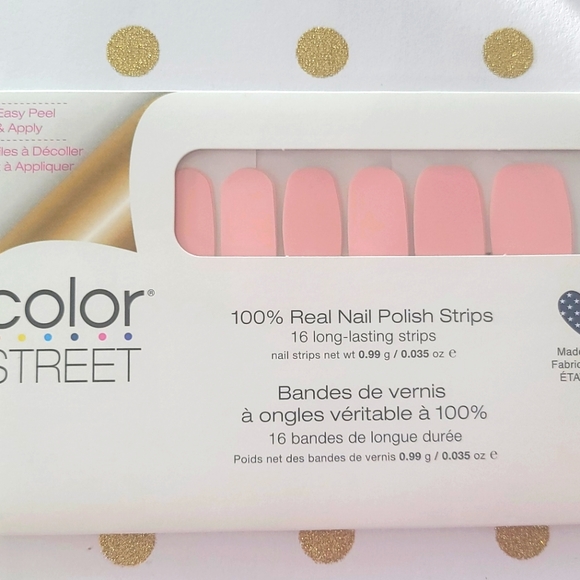 Easy Peel
& Apply
les à Décoller
à Appliquer
color®
STREET
100% Real Nail Polish Strips
16 long-lasting strips
nail strips net wt 0.99 g / 0.035 oz e
Bandes de vernis
à ongles véritable à 100%
16 bandes de longue durée
Poids net des bandes de vernis 0.99 g / 0.035 oz e
Made
Fabriq
ÉTA